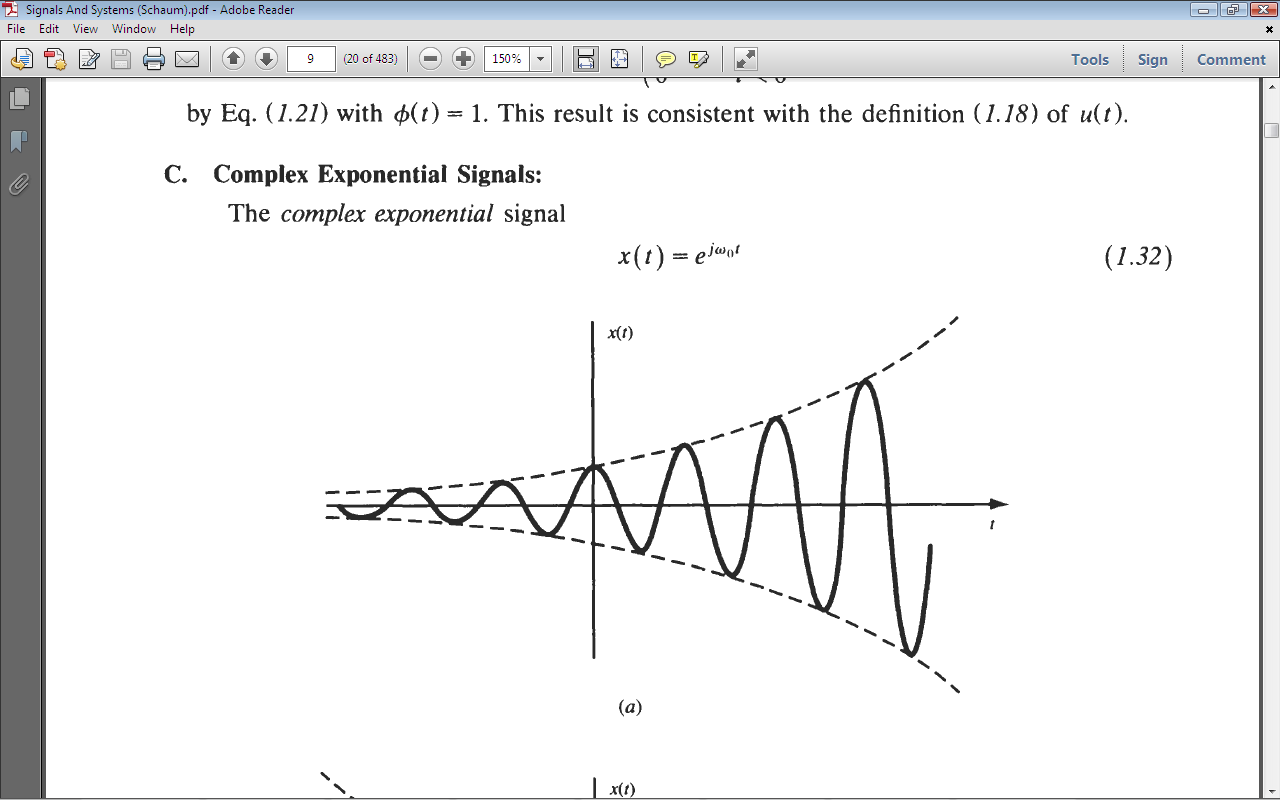 Signals And Systems (Schaum).pdf - Adobe Reader
File Edit View Window Help
9 (20 of 483) 150% Tools Sign Comment
by Eq. (1.21) with ϕ(t) = 1. This result is consistent with the definition (1.18) of u(t).
C. Complex Exponential Signals:
The complex exponential signal
x(t) = e^{jω₀t} (1.32)
x(t)
t
(a)
x(t)